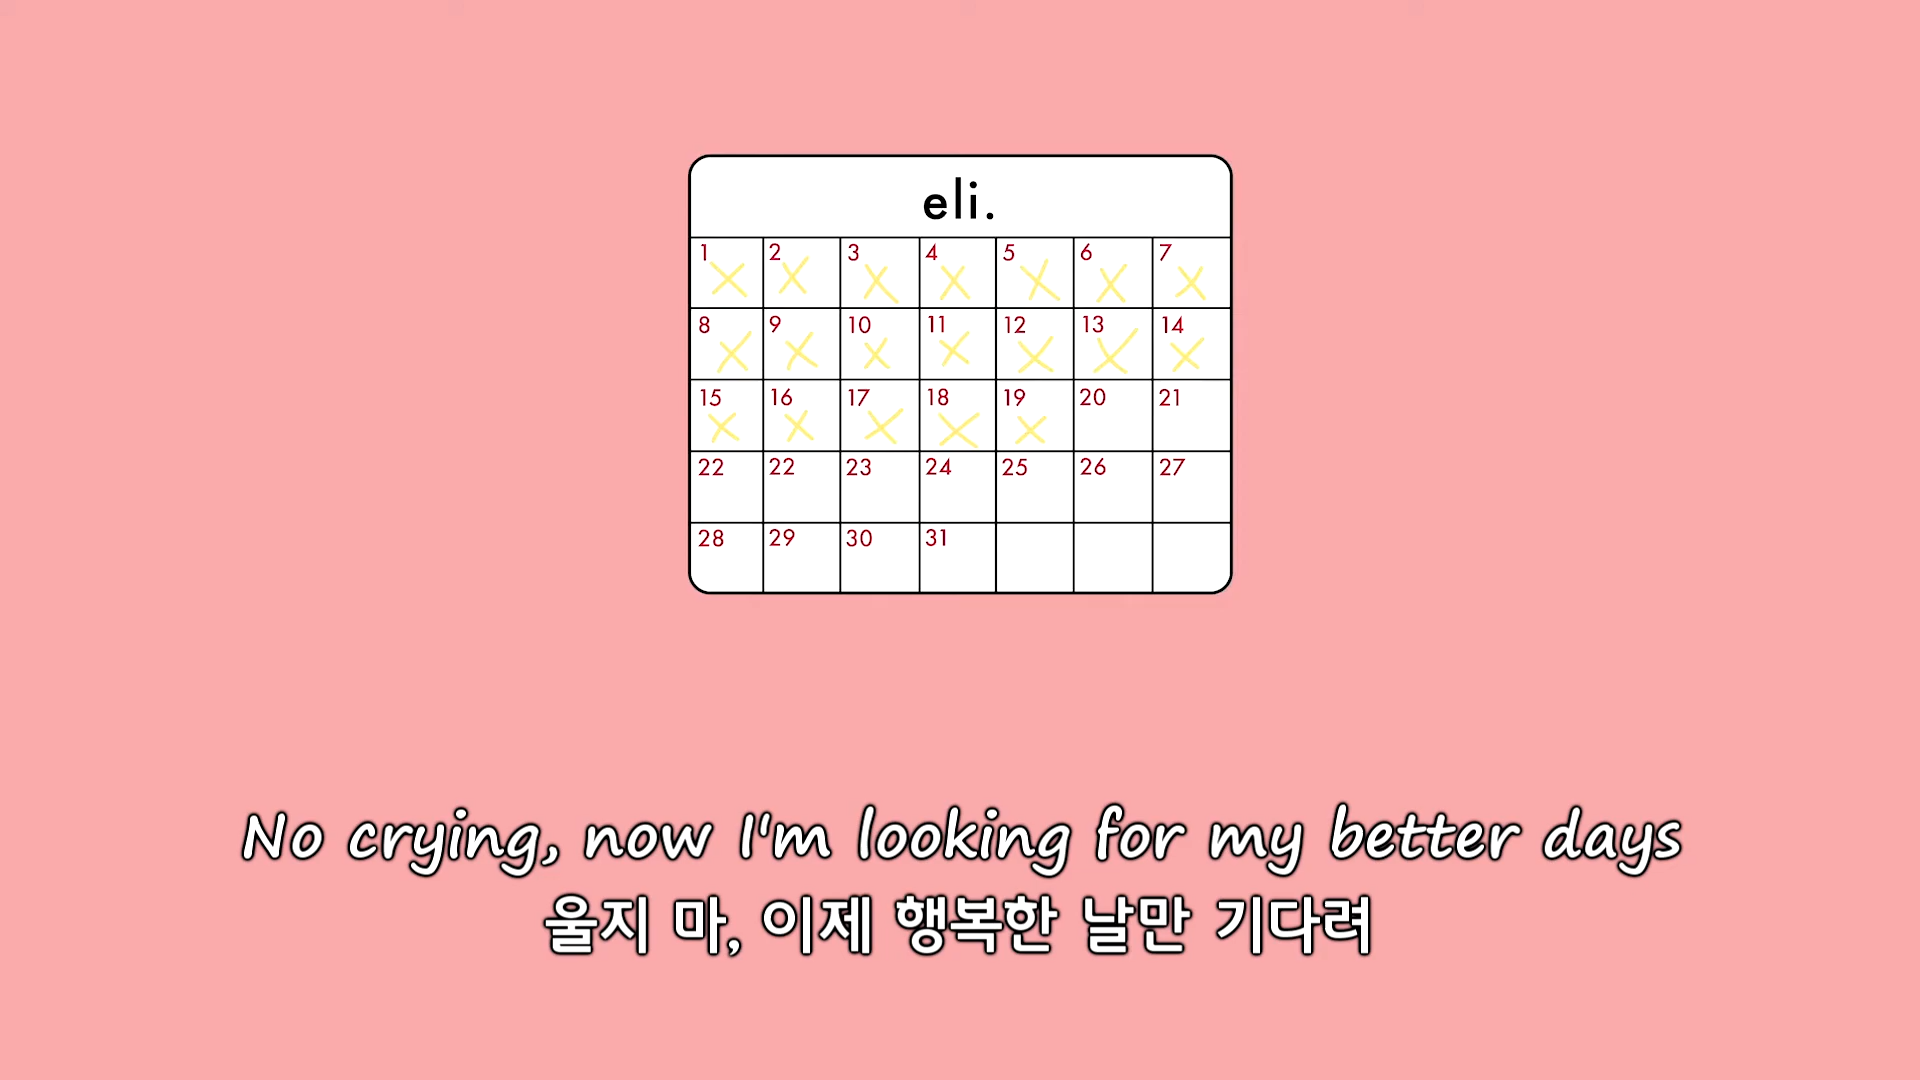 eli.
1 2 3 4 5 6 7
8 9 10 11 12 13 14
15 16 17 18 19 20 21
22 22 23 24 25 26 27
28 29 30 31
No crying, now I'm looking for my better days
울지 마, 이제 행복한 날만 기다려